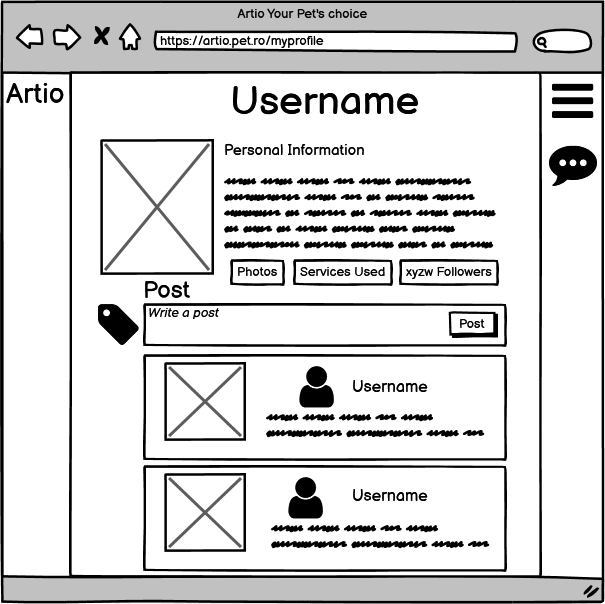 Artio Your Pet's choice
https://artio.pet.ro/myprofile
Artio
Username
Personal Information
Photos
Services Used
xyzw Followers
Post
Write a post
Post
Username
Username